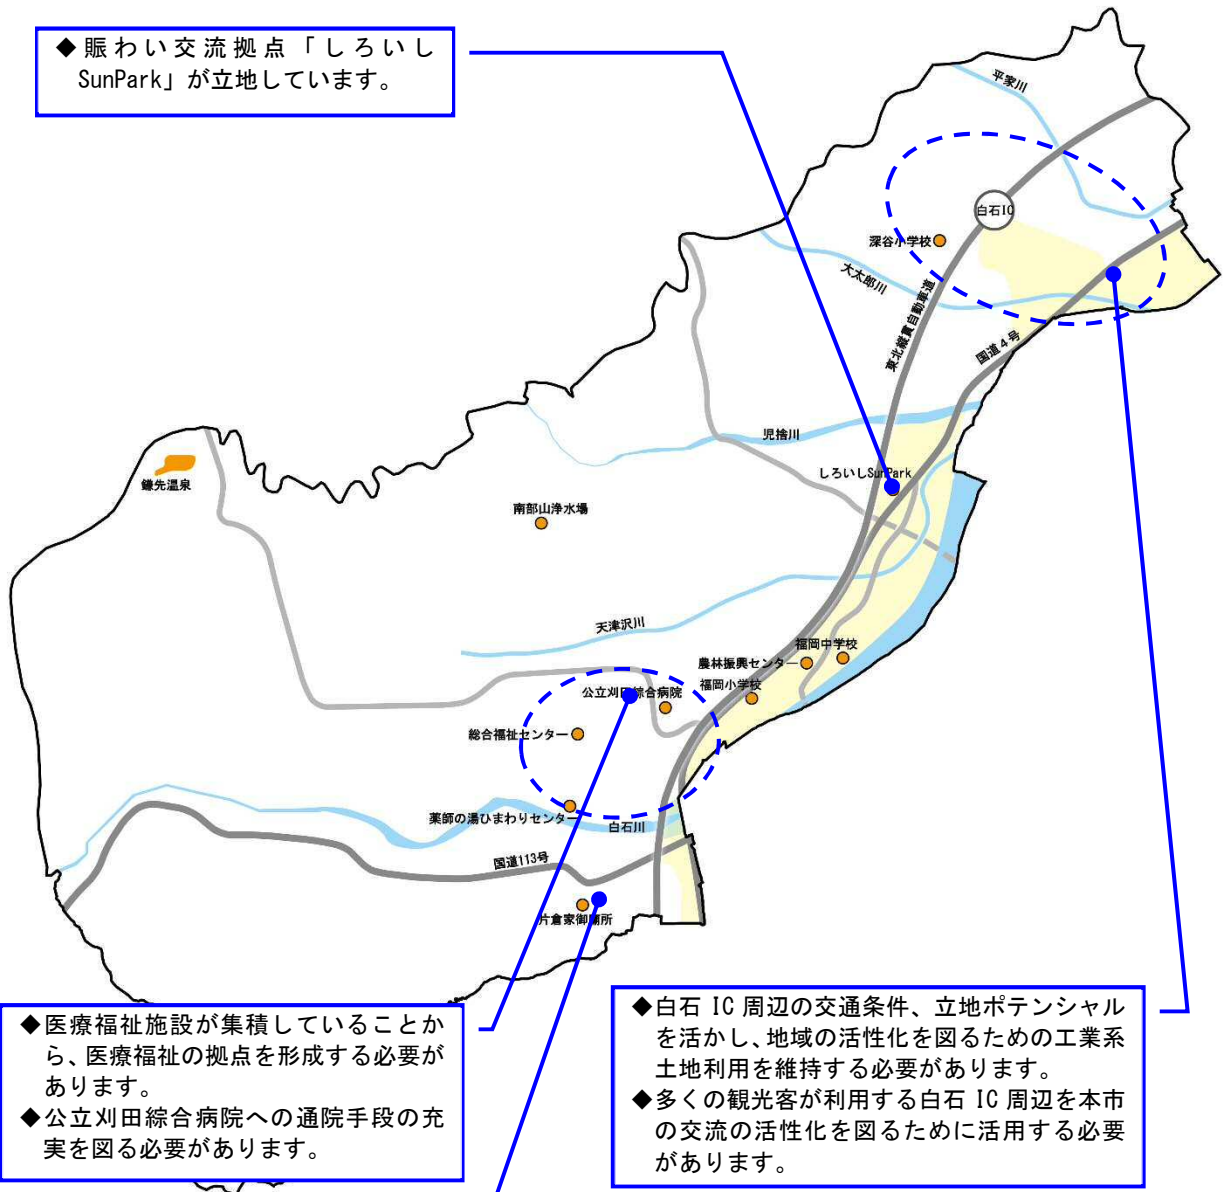 ◆賑わい交流拠点「しろいし
SunPark」が立地しています。
平家川
白石IC
深谷小学校
大太郎川
東北縦貫自動車道
国道4号
児捨川
しろいしSunPark
鎌先温泉
南部山浄水場
天津沢川
福岡中学校
農林振興センター
福岡小学校
公立刈田綜合病院
総合福祉センター
薬師の湯ひまわりセンター
白石川
国道113号
片倉家御廟所
◆医療福祉施設が集積していることか
ら、医療福祉の拠点を形成する必要が
あります。
◆公立刈田綜合病院への通院手段の充
実を図る必要があります。
◆白石 IC 周辺の交通条件、立地ポテンシャル
を活かし、地域の活性化を図るための工業系
土地利用を維持する必要があります。
◆多くの観光客が利用する白石 IC 周辺を本市
の交流の活性化を図るために活用する必要
があります。